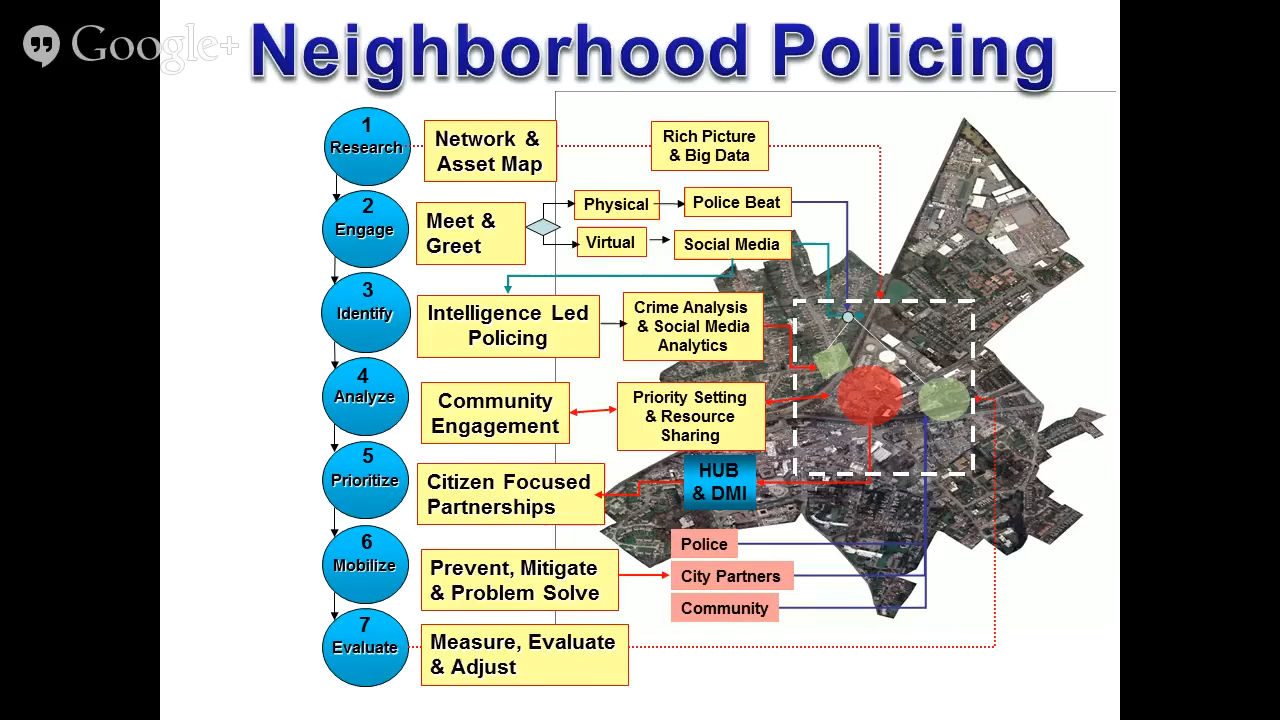 Google+
Neighborhood Policing
1
Research
Network &
Asset Map
Rich Picture
& Big Data
2
Engage
Meet &
Greet
Physical
Police Beat
Virtual
Social Media
3
Identify
Intelligence Led
Policing
Crime Analysis
& Social Media
Analytics
4
Analyze
Community
Engagement
Priority Setting
& Resource
Sharing
5
Prioritize
Citizen Focused
Partnerships
HUB
& DMI
6
Mobilize
Prevent, Mitigate
& Problem Solve
Police
City Partners
Community
7
Evaluate
Measure, Evaluate
& Adjust